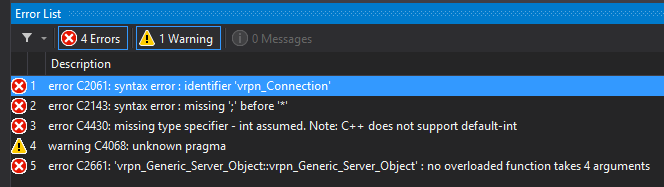 Error List
4 Errors 1 Warning 0 Messages
Description
1 error C2061: syntax error : identifier 'vrpn_Connection'
2 error C2143: syntax error : missing ';' before '*'
3 error C4430: missing type specifier - int assumed. Note: C++ does not support default-int
4 warning C4068: unknown pragma
5 error C2661: 'vrpn_Generic_Server_Object::vrpn_Generic_Server_Object' : no overloaded function takes 4 arguments